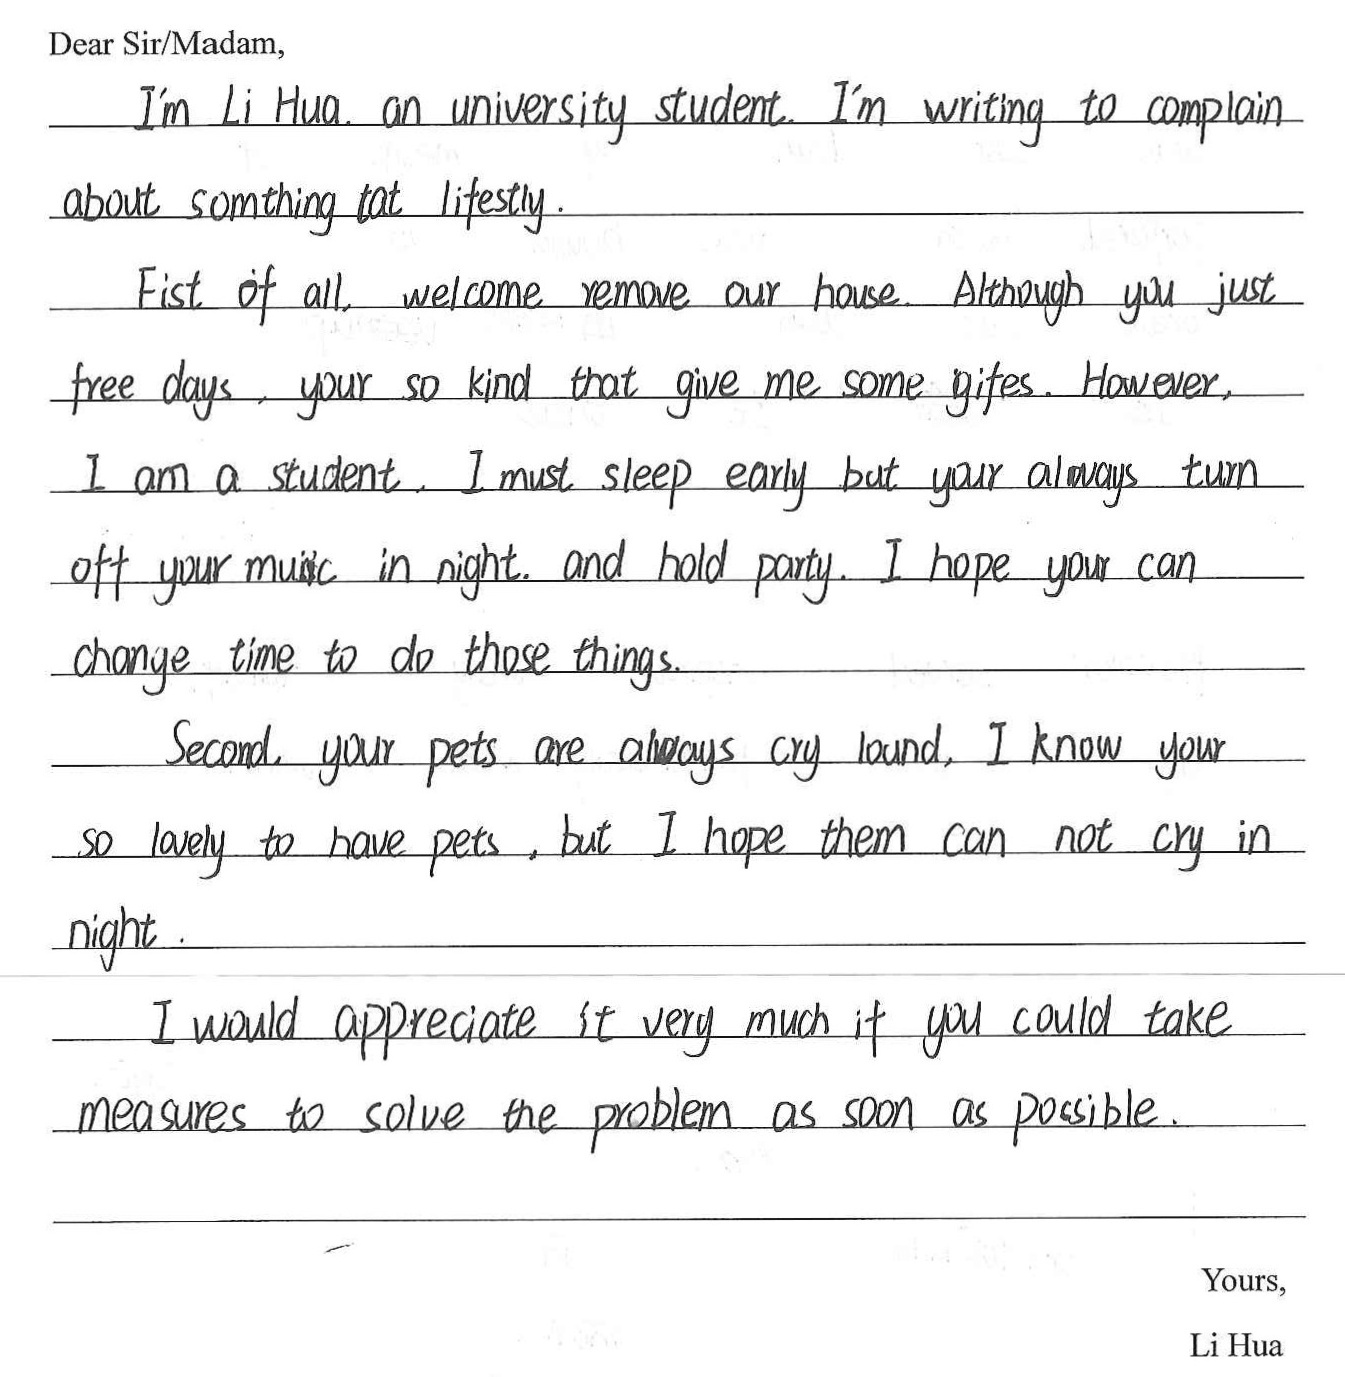 Dear Sir/Madam,
I'm Li Hua. an university student. I'm writing to complain
about somthing tat lifestly.
Fist of all, welcome remove our house. Although you just
free days, your so kind that give me some gifes. However,
I am a student. I must sleep early but your always turn
off your music in night. and hold party. I hope your can
change time to do those things.
Second, your pets are always cry lound, I know your
so lovely to have pets, but I hope them can not cry in
night.
I would appreciate it very much if you could take
measures to solve the problem as soon as possible.
Yours,
Li Hua